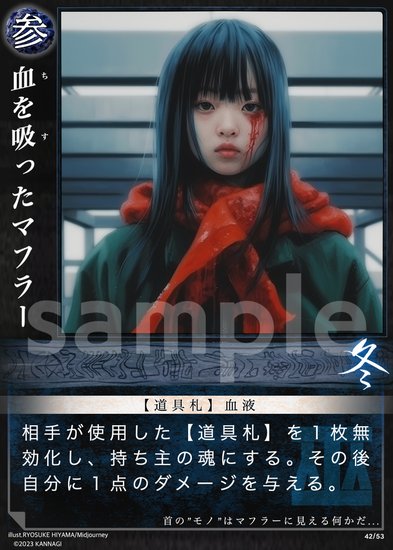 参
血を吸ったマフラー
ち
す
sample
冬
【道具札】血液
相手が使用した【道具札】を１枚無
効化し、持ち主の魂にする。その後
自分に１点のダメージを与える。
首の"モノ"はマフラーに見える何かだ…
illust.RYOSUKE HIYAMA/Midjourney
©2023 KANNAGI
42/53